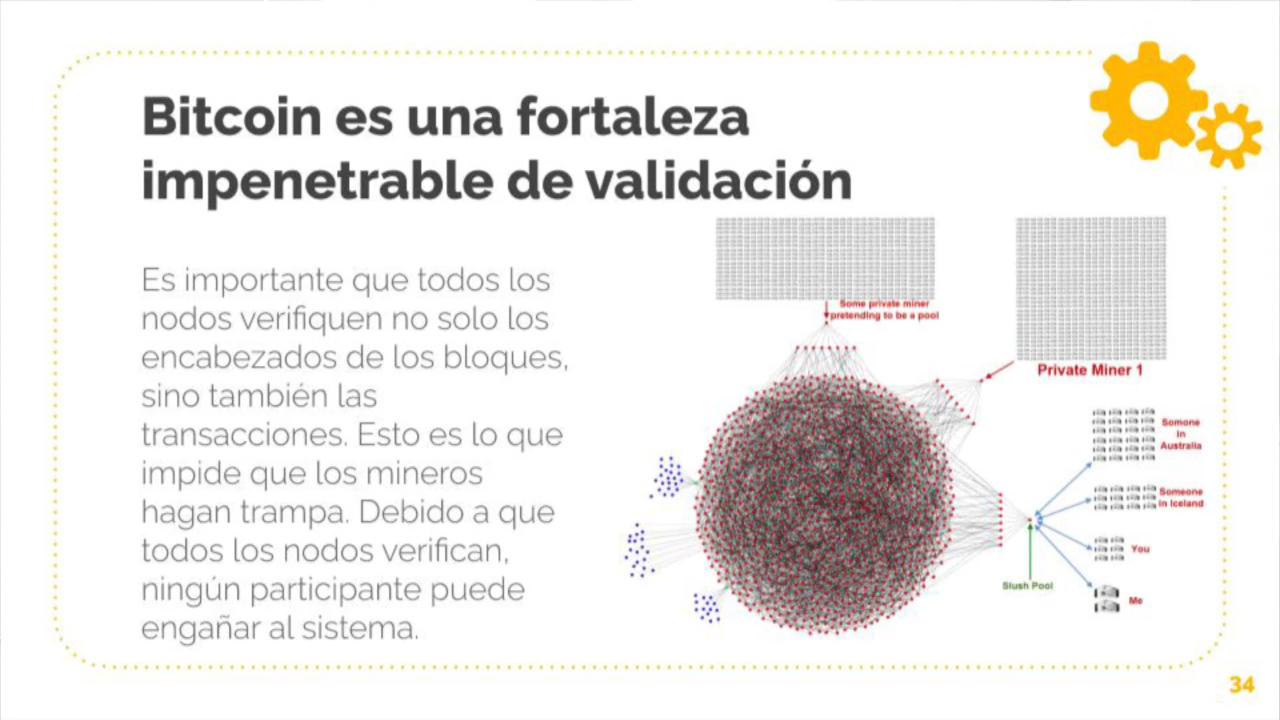 Bitcoin es una fortaleza
impenetrable de validación
Es importante que todos los
nodos verifiquen no solo los
encabezados de los bloques,
sino también las
transacciones. Esto es lo que
impide que los mineros
hagan trampa. Debido a que
todos los nodos verifican,
ningún participante puede
engañar al sistema.
Some private miner
pretending to be a pool
Private Miner 1
Somone
in
Australia
Someone
in Iceland
You
Slush Pool
Me
34